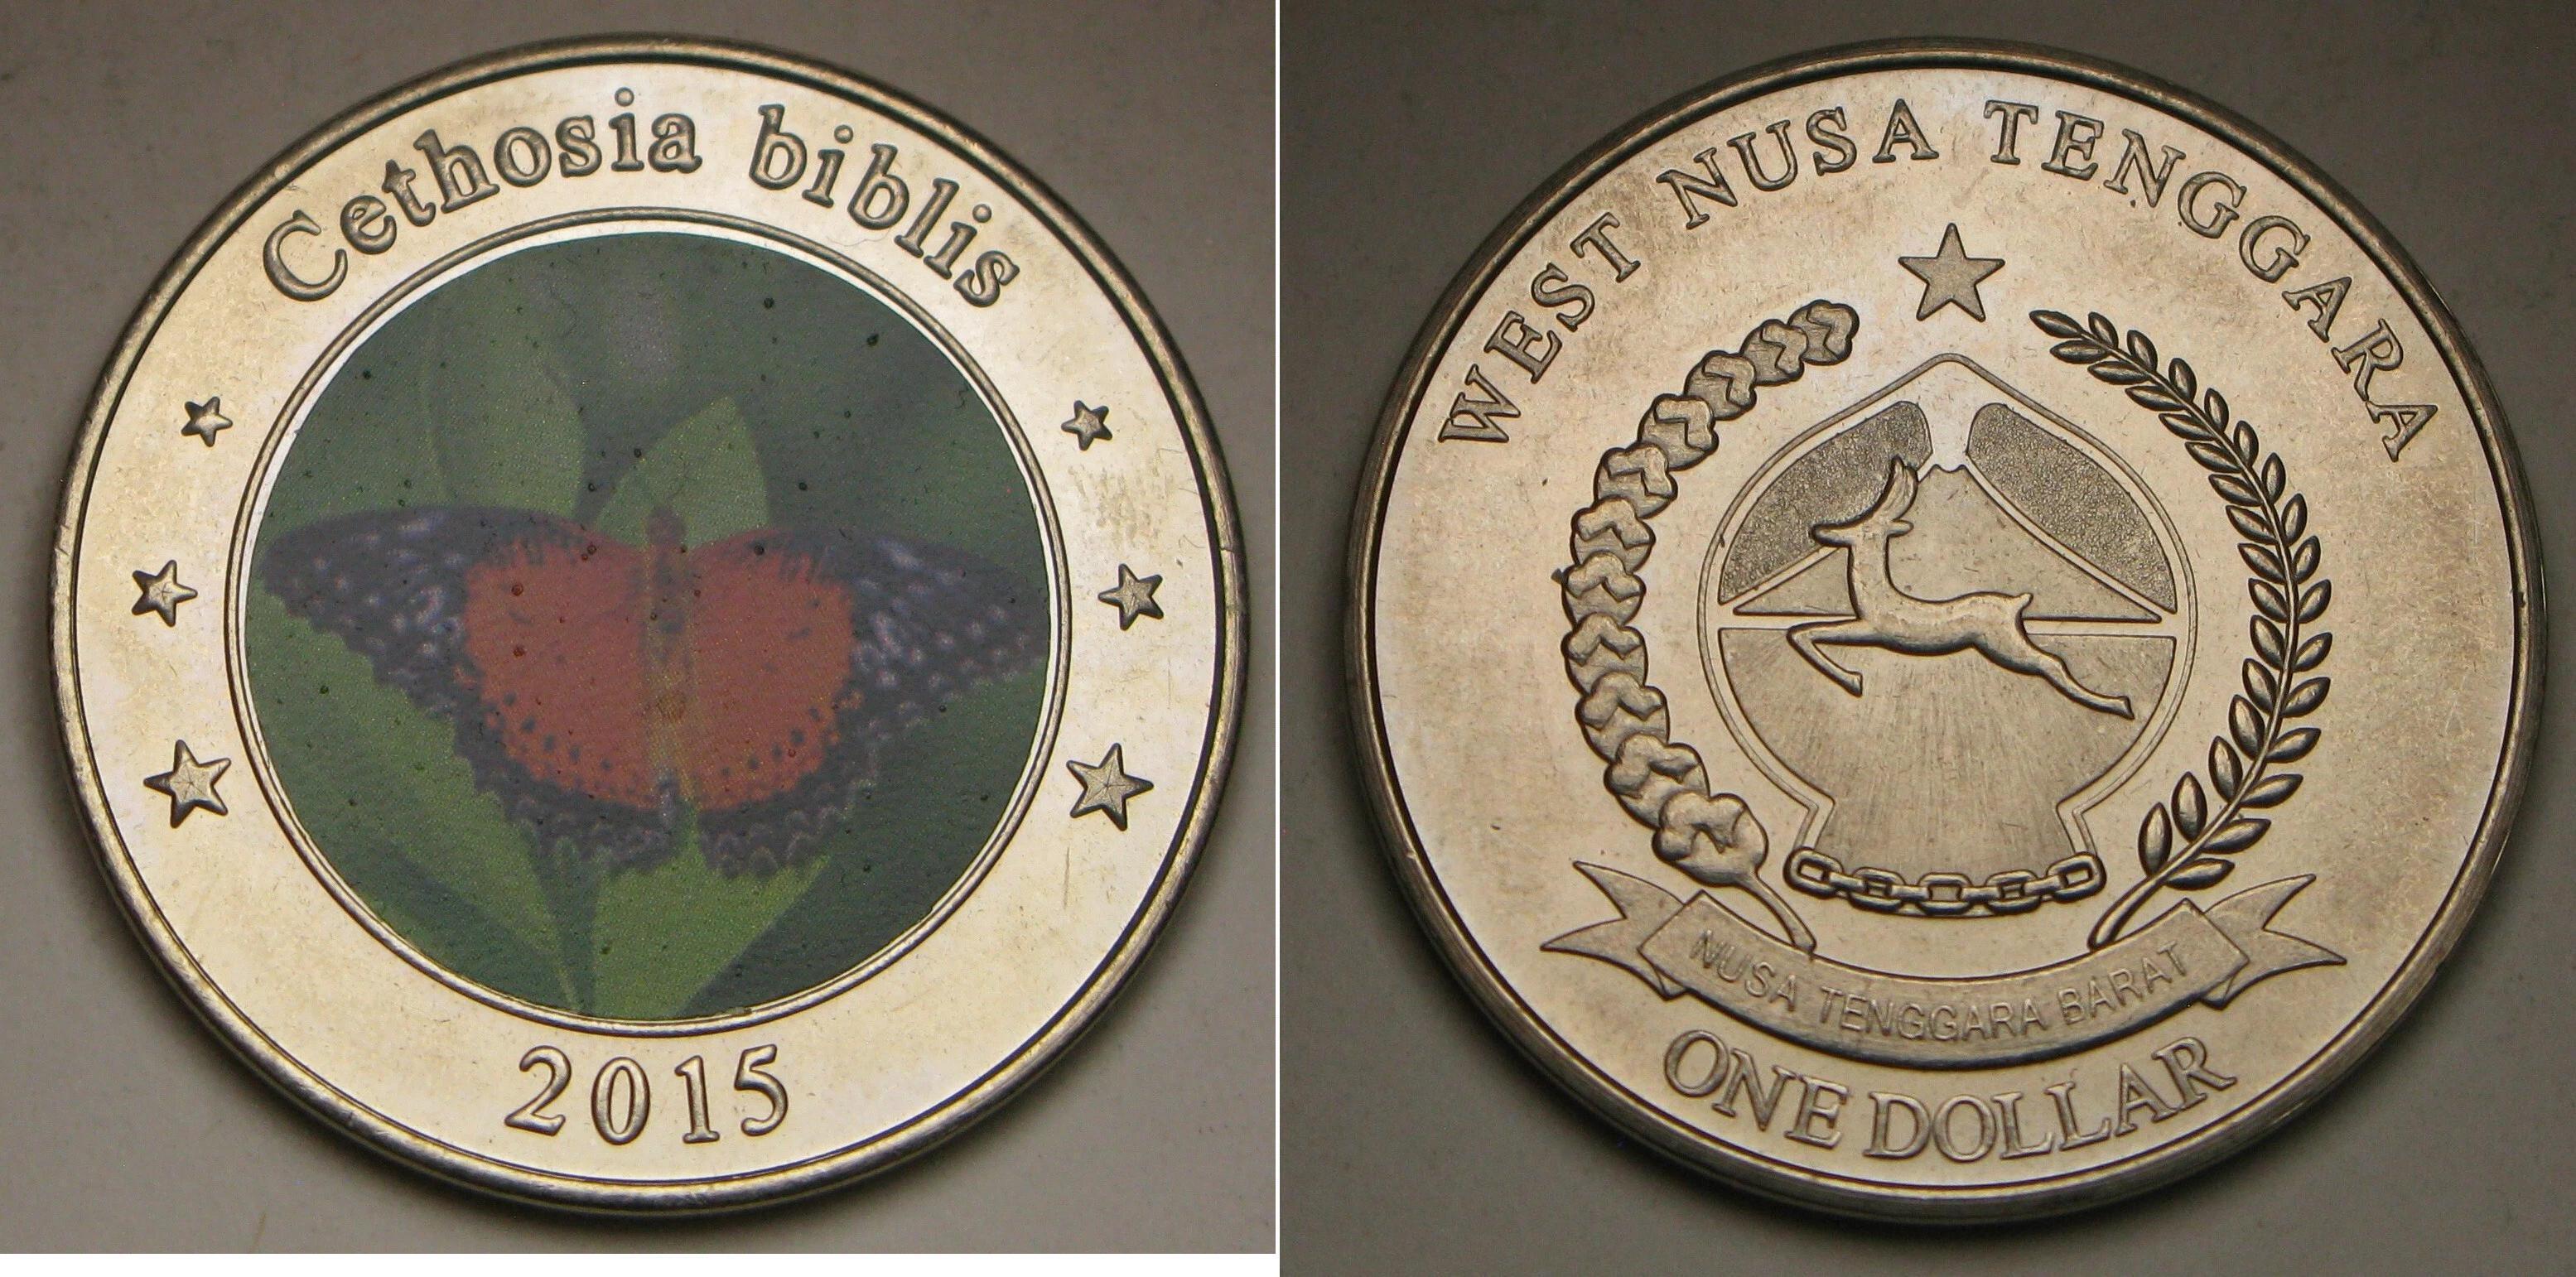 Cethosia biblis
2015
WEST NUSA TENGGARA
NUSA TENGGARA BARAT
ONE DOLLAR